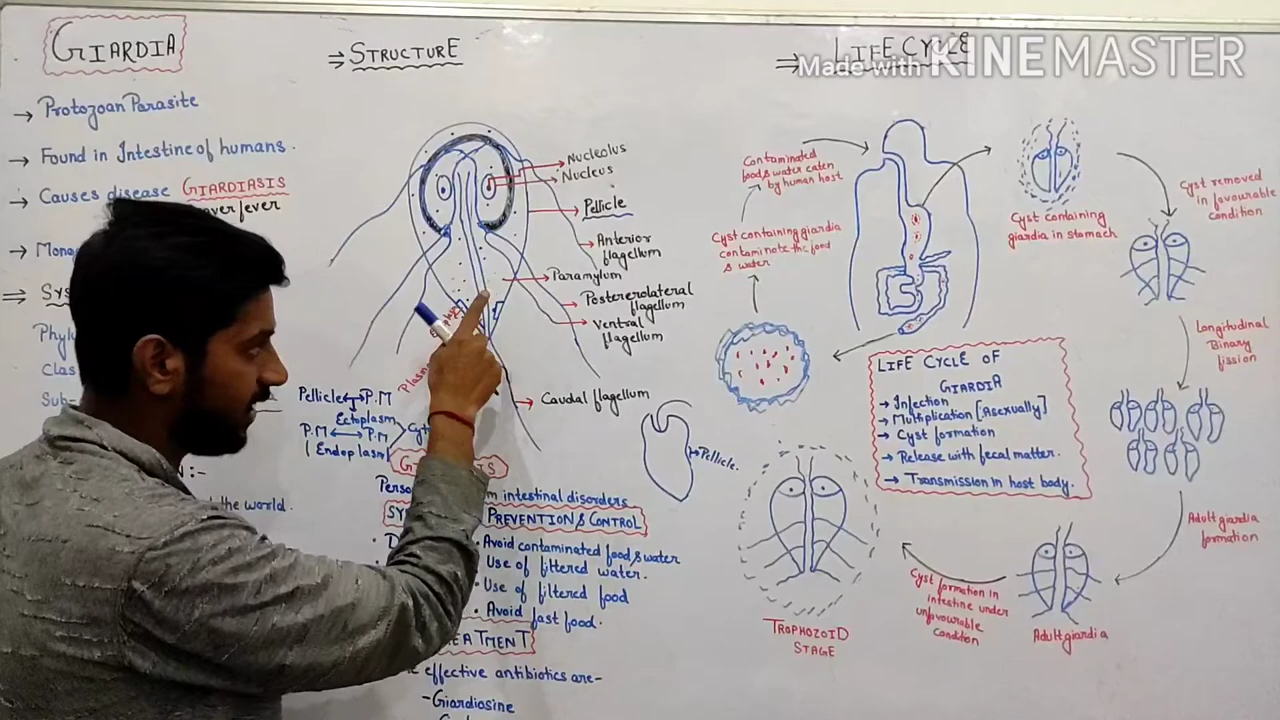 GIARDIA
→ Protozoan Parasite
→ Found in Intestine of humans.
→ Causes disease GIARDIASIS
over fever
→
⇒
the world.
⇒ STRUCTURE
Nucleolus
Nucleus
Pellicle
Anterior
flagellum
Paramylum
Postererolateral
flagellum
Ventral
flagellum
Caudal flagellum
Pellicle ↔ P.M
Ectoplasm
P.M ↔ P.M
(Endoplasm)
Pellicle.
intestinal disorders
PREVENTION & CONTROL
Avoid contaminated food & water
Use of filtered water.
Use of filtered food
Avoid fast food.
effective antibiotics are-
-Giardiosine
⇒ LIFE CYCLE
Made with KINEMASTER
Contaminated
food & water eaten
by human host
Cyst containing giardia
contaminate the food
& water
Cyst containing
giardia in stomach
Cyst removed
in favourable
condition
Longitudinal
Binary
fission
Adult giardia
formation
Adult giardia
Cyst formation in
intestine under
unfavourable
condition
TROPHOZOID
STAGE
LIFE CYCLE OF
GIARDIA
→ Infection
→ Multiplication [Asexually]
→ Cyst formation
→ Release with fecal matter.
→ Transmission in host body.